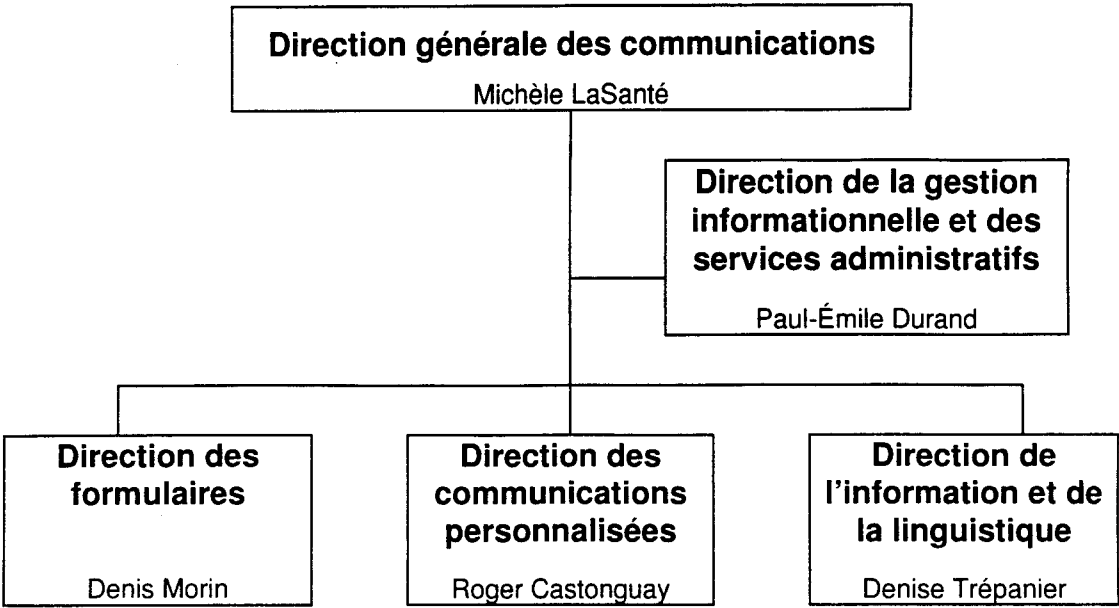 Direction générale des communications
Michèle LaSanté
Direction de la gestion
informationnelle et des
services administratifs
Paul-Émile Durand
Direction des
formulaires
Denis Morin
Direction des
communications
personnalisées
Roger Castonguay
Direction de
l'information et de
la linguistique
Denise Trépanier